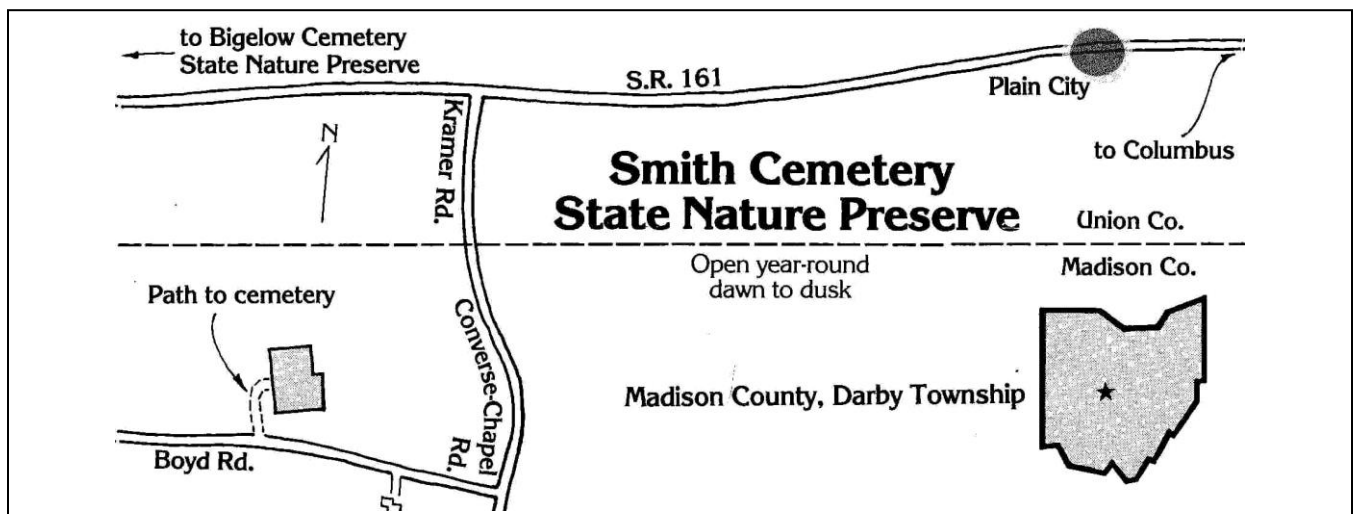 to Bigelow Cemetery
State Nature Preserve
S.R. 161
Plain City
to Columbus
Kramer Rd.
N
Smith Cemetery
State Nature Preserve
Union Co.
Madison Co.
Open year-round
dawn to dusk
Path to cemetery
Converse-Chapel
Rd.
Madison County, Darby Township
Boyd Rd.